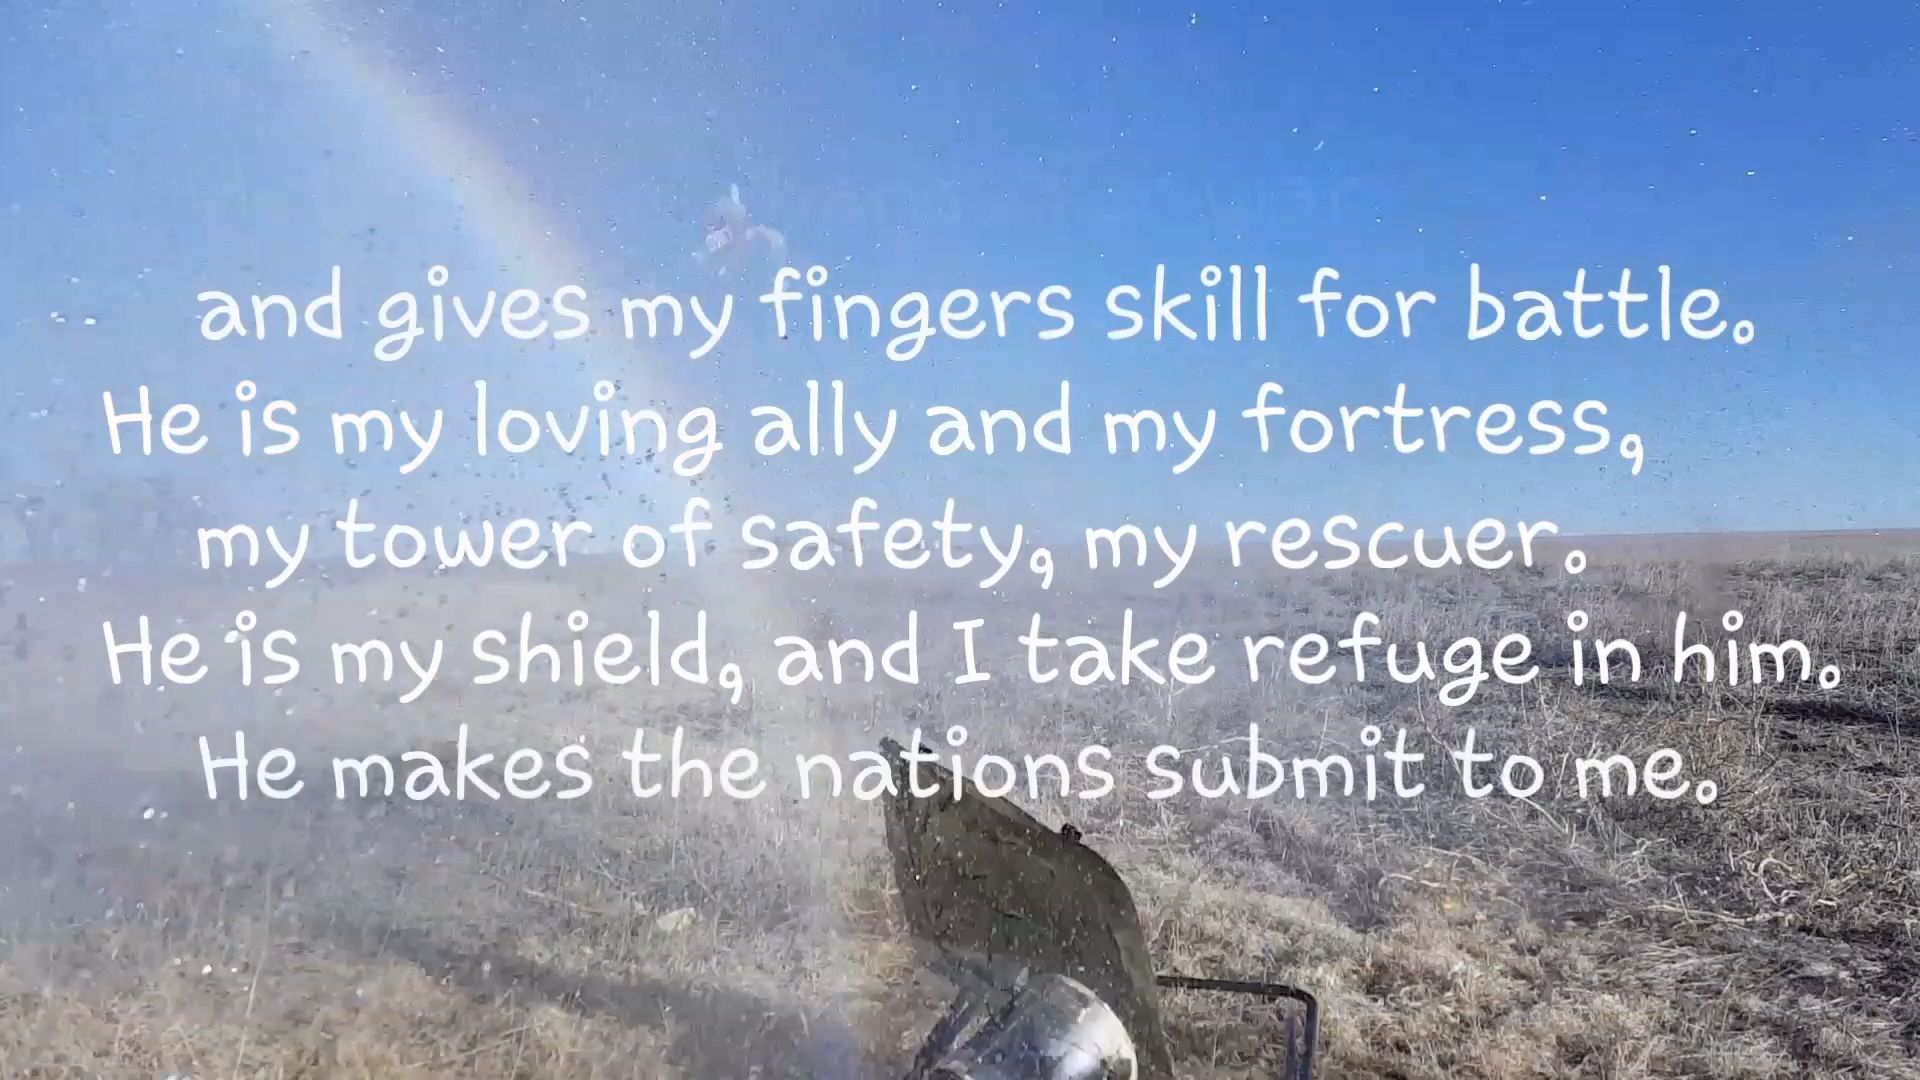 and gives my fingers skill for battle.
He is my loving ally and my fortress,
my tower of safety, my rescuer.
He is my shield, and I take refuge in him.
He makes the nations submit to me.